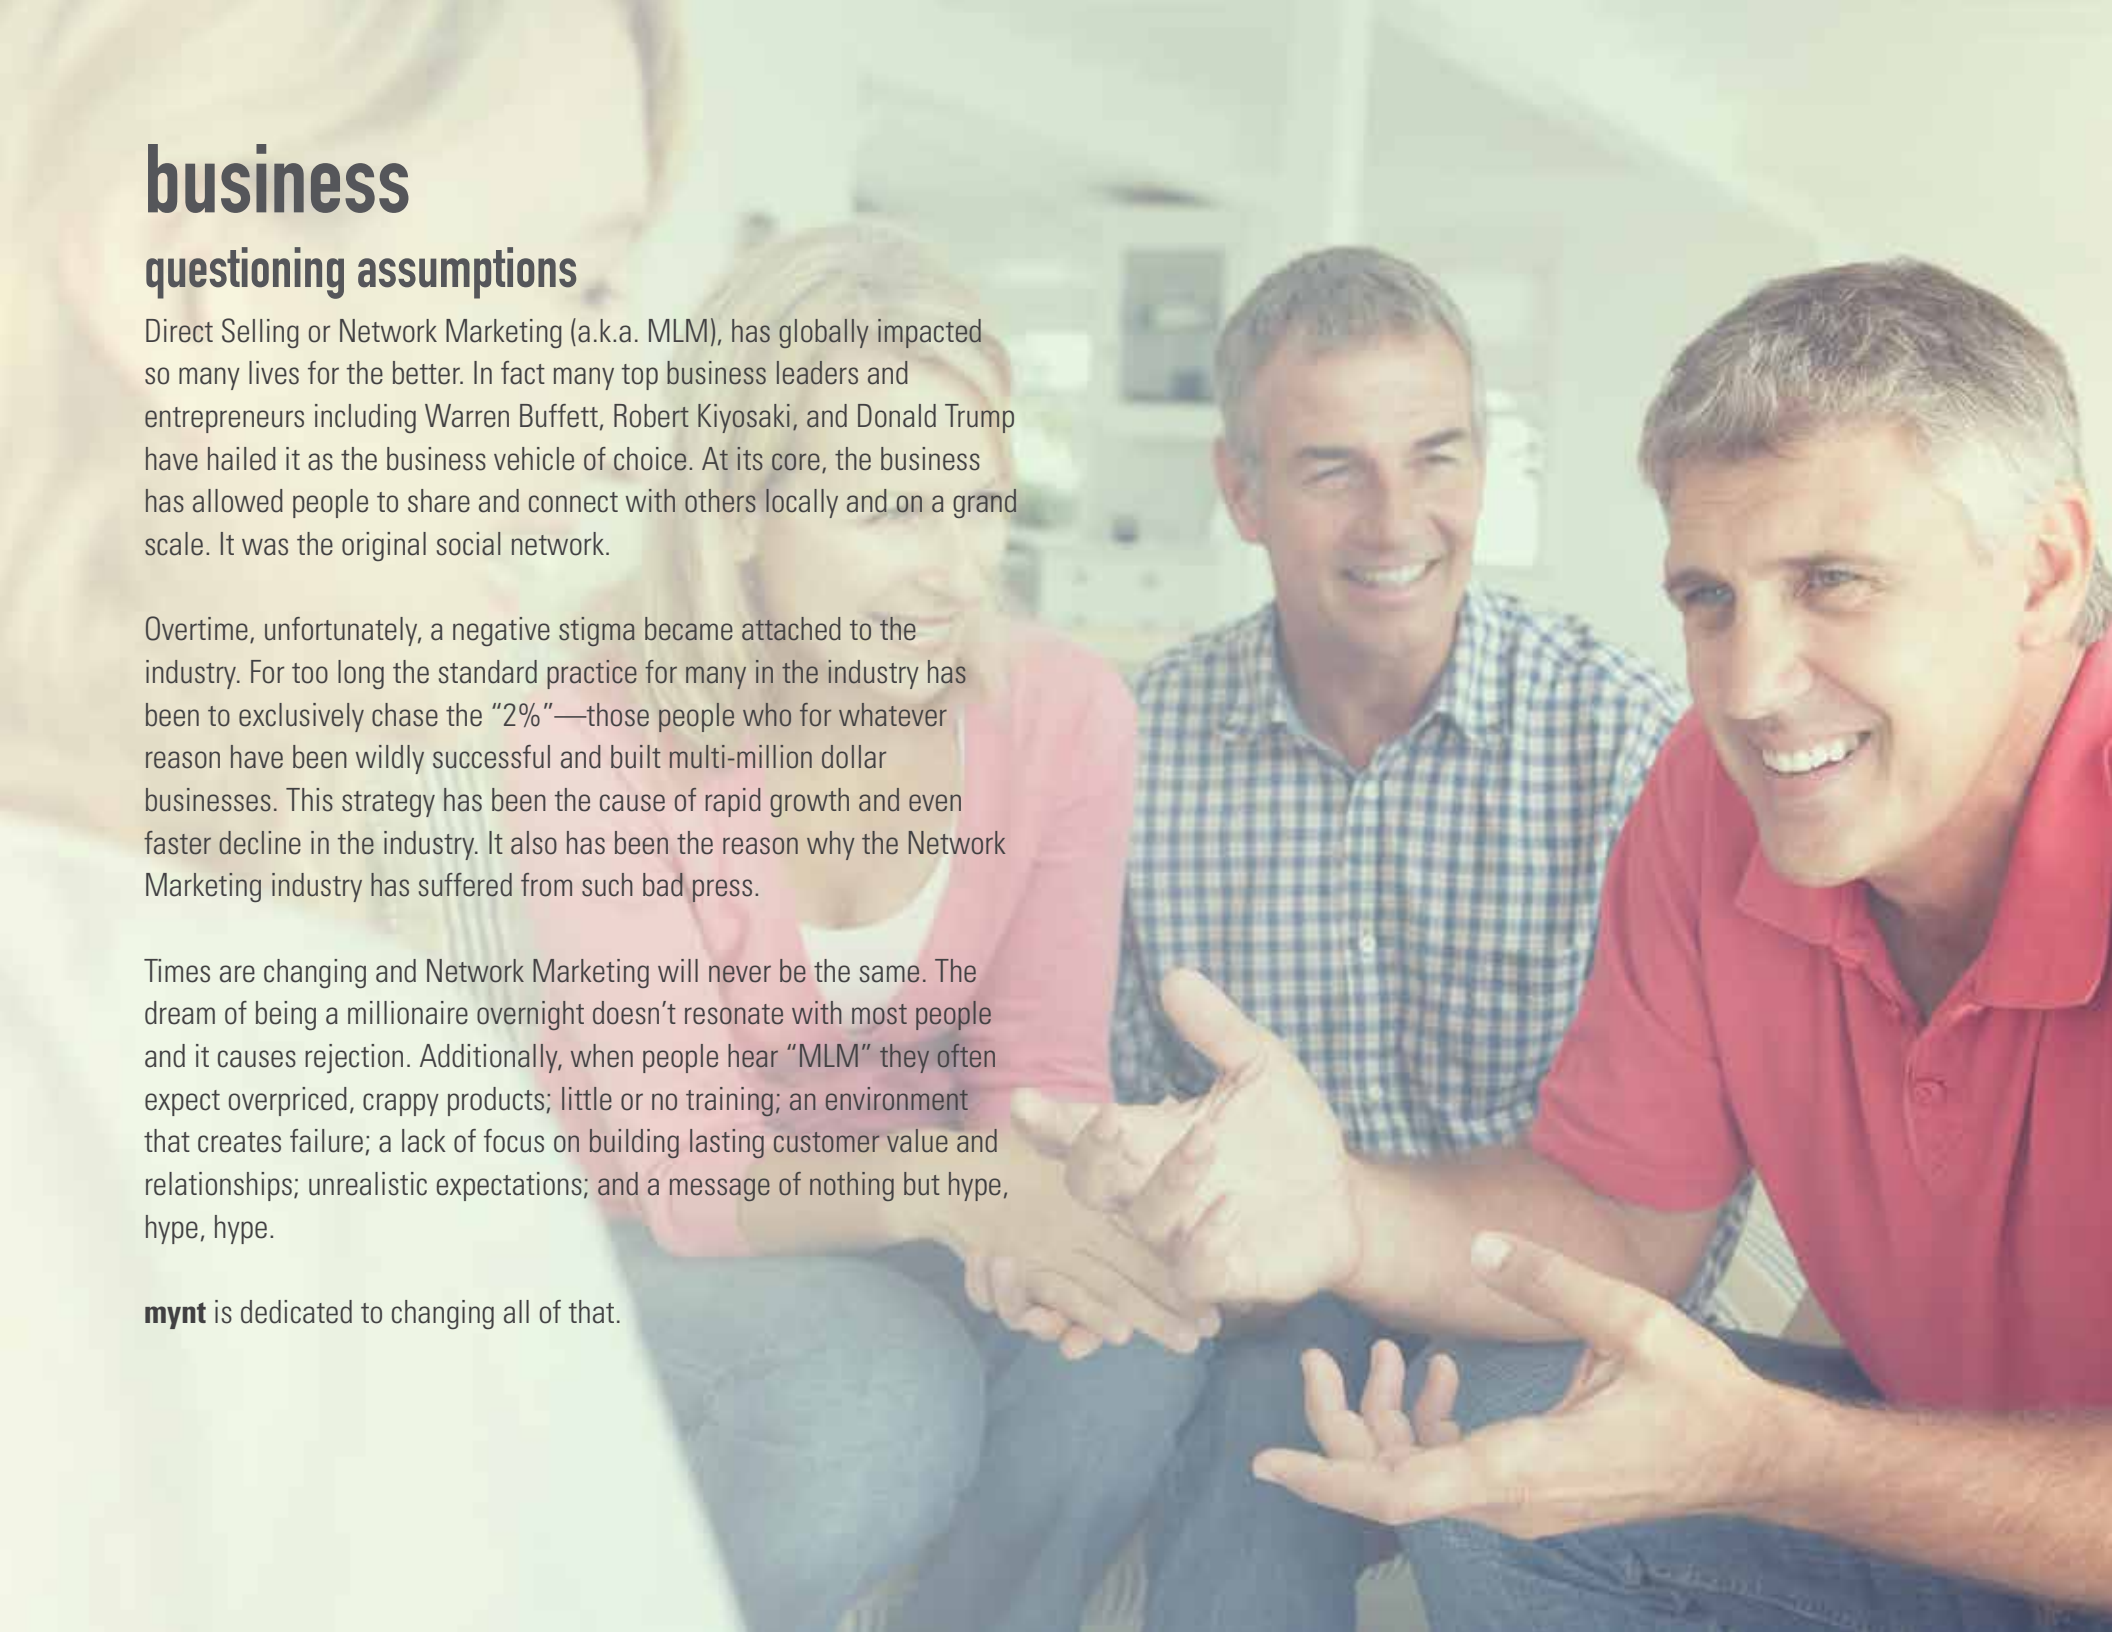 business
questioning assumptions
Direct Selling or Network Marketing (a.k.a. MLM), has globally impacted
so many lives for the better. In fact many top business leaders and
entrepreneurs including Warren Buffett, Robert Kiyosaki, and Donald Trump
have hailed it as the business vehicle of choice. At its core, the business
has allowed people to share and connect with others locally and on a grand
scale. It was the original social network.
Overtime, unfortunately, a negative stigma became attached to the
industry. For too long the standard practice for many in the industry has
been to exclusively chase the “2%”—those people who for whatever
reason have been wildly successful and built multi-million dollar
businesses. This strategy has been the cause of rapid growth and even
faster decline in the industry. It also has been the reason why the Network
Marketing industry has suffered from such bad press.
Times are changing and Network Marketing will never be the same. The
dream of being a millionaire overnight doesn’t resonate with most people
and it causes rejection. Additionally, when people hear “MLM” they often
expect overpriced, crappy products; little or no training; an environment
that creates failure; a lack of focus on building lasting customer value and
relationships; unrealistic expectations; and a message of nothing but hype,
hype, hype.
mynt is dedicated to changing all of that.